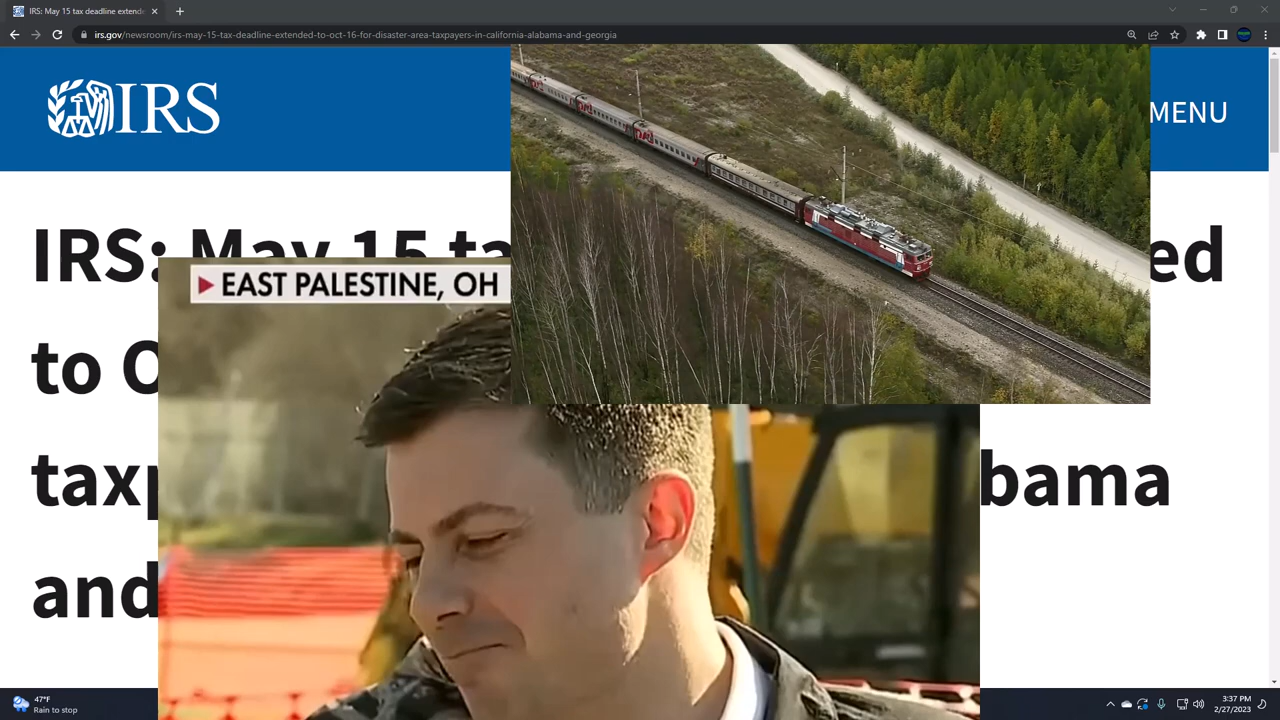 IRS: May 15 tax deadline extende
irs.gov/newsroom/irs-may-15-tax-deadline-extended-to-oct-16-for-disaster-area-taxpayers-in-california-alabama-and-georgia
IRS
MENU
IRS: May 15 ta ed
EAST PALESTINE, OH
to O
taxp bama
and
47°F
Rain to stop
3:37 PM
2/27/2023